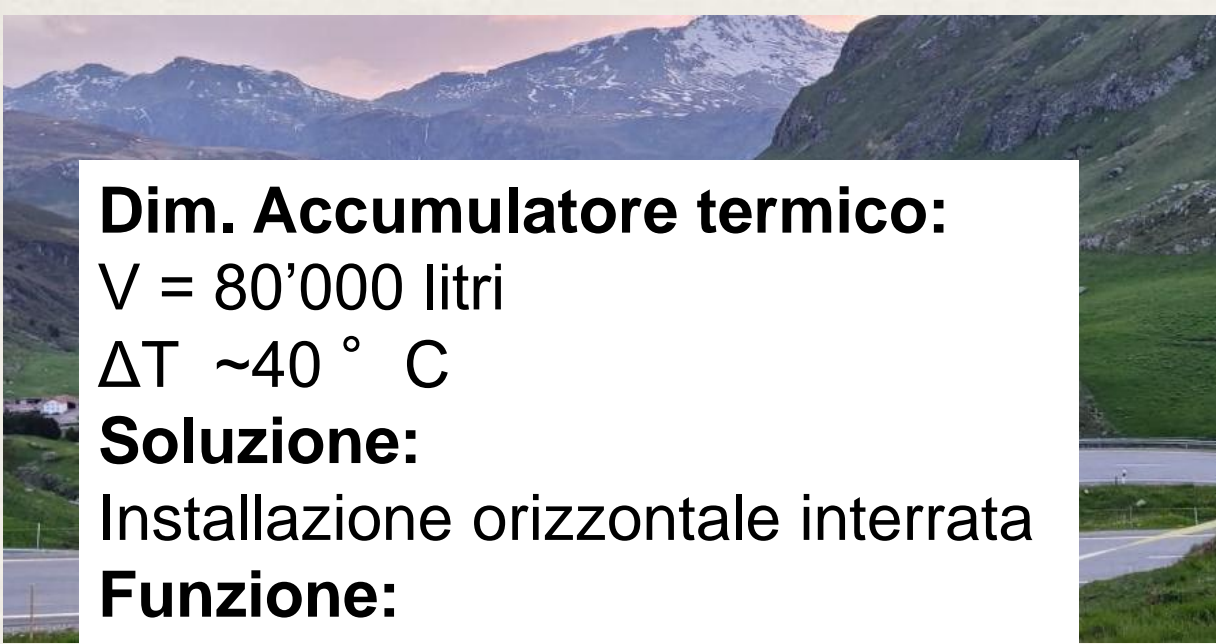 Dim. Accumulatore termico:
V = 80’000 litri
ΔT ~40 ° C
Soluzione:
Installazione orizzontale interrata
Funzione: